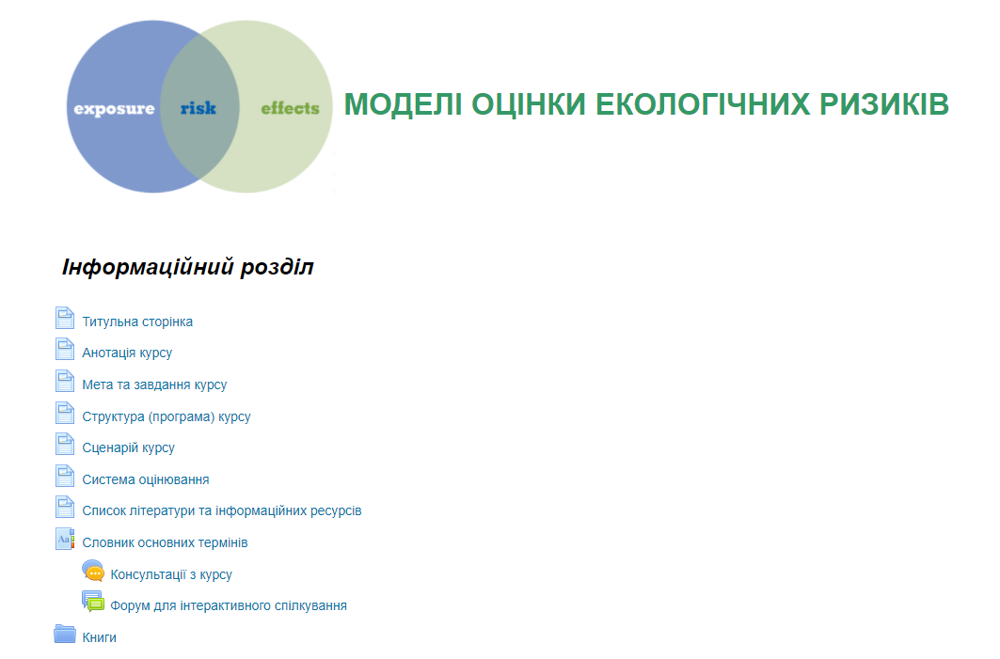 exposure risk effects
МОДЕЛІ ОЦІНКИ ЕКОЛОГІЧНИХ РИЗИКІВ
Інформаційний розділ
Титульна сторінка
Анотація курсу
Мета та завдання курсу
Структура (програма) курсу
Сценарій курсу
Система оцінювання
Список літератури та інформаційних ресурсів
Aa
Словник основних термінів
Консультації з курсу
Форум для інтерактивного спілкування
Книги